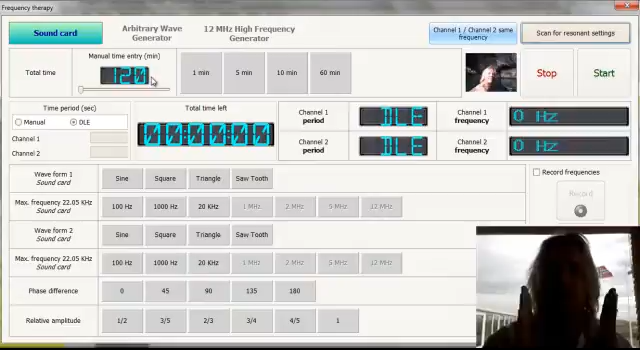 Frequency therapy
Sound card
Arbitrary Wave
Generator
12 MHz High Frequency
Generator
Channel 1 / Channel 2 same
frequency
Scan for resonant settings
Total time
Manual time entry (min)
120
1 min
5 min
10 min
60 min
Stop
Start
Time period (sec)
Manual
DLE
Channel 1
Channel 2
Total time left
00:00:00
Channel 1
period
DLE
Channel 1
frequency
0 Hz
Channel 2
period
DLE
Channel 2
frequency
0 Hz
Wave form 1
Sound card
Sine
Square
Triangle
Saw Tooth
Record frequencies
Record
Max. frequency 22.05 KHz
Sound card
100 Hz
1000 Hz
20 KHz
1 MHz
2 MHz
5 MHz
12 MHz
Wave form 2
Sound card
Sine
Square
Triangle
Saw Tooth
Max. frequency 22.05 KHz
Sound card
100 Hz
1000 Hz
20 KHz
1 MHz
2 MHz
5 MHz
12 MHz
Phase difference
0
45
90
135
180
Relative amplitude
1/2
3/5
2/3
3/4
4/5
1